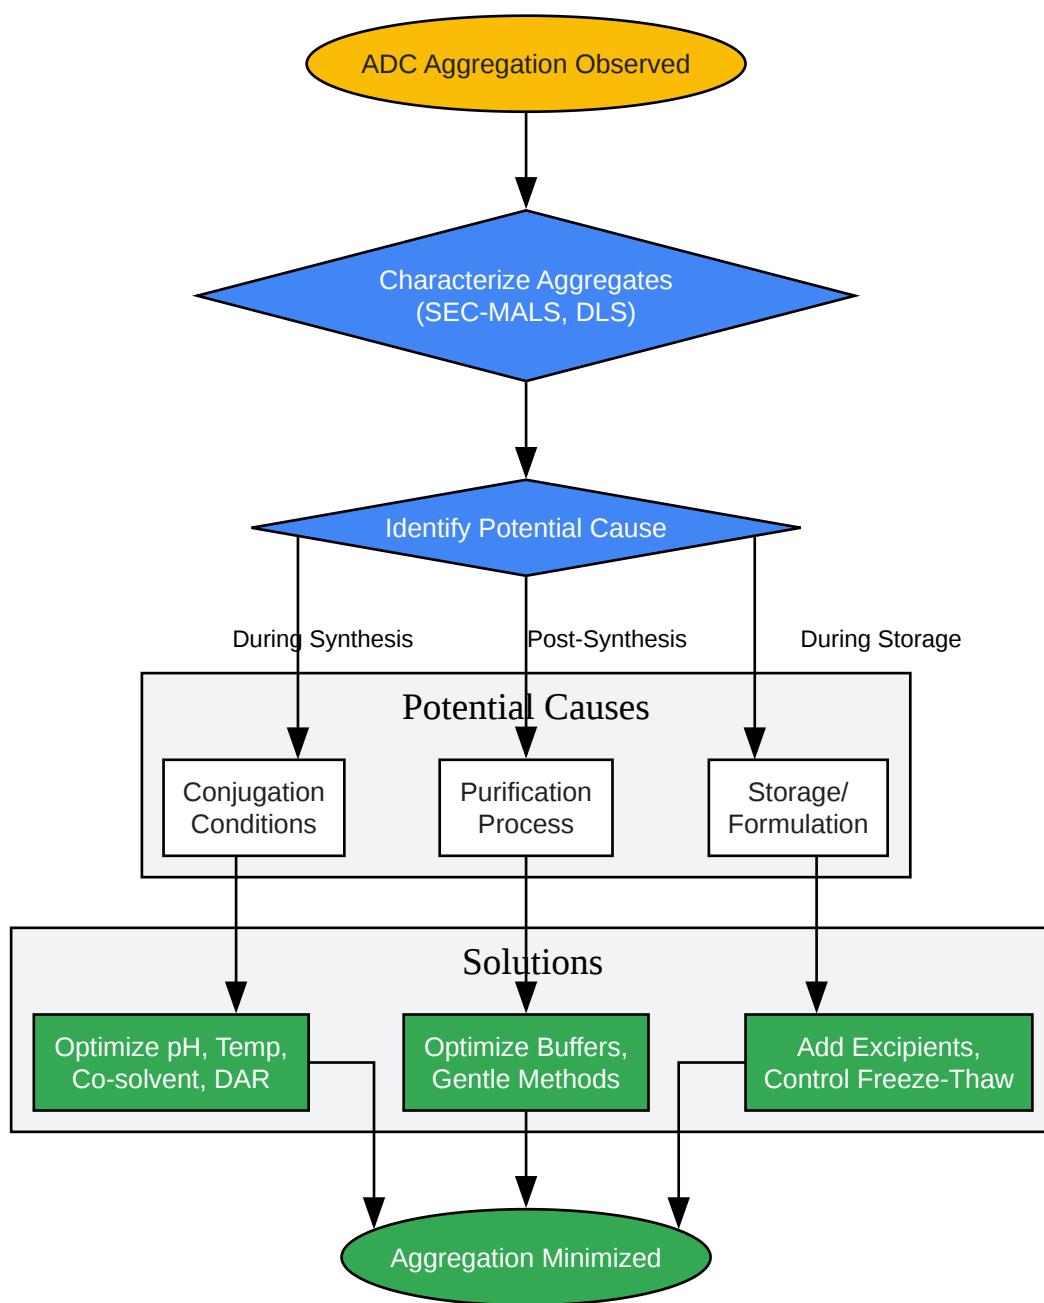 ADC Aggregation Observed
Characterize Aggregates
(SEC-MALS, DLS)
Identify Potential Cause
During Synthesis
Post-Synthesis
During Storage
Potential Causes
Conjugation
Conditions
Purification
Process
Storage/
Formulation
Solutions
Optimize pH, Temp,
Co-solvent, DAR
Optimize Buffers,
Gentle Methods
Add Excipients,
Control Freeze-Thaw
Aggregation Minimized